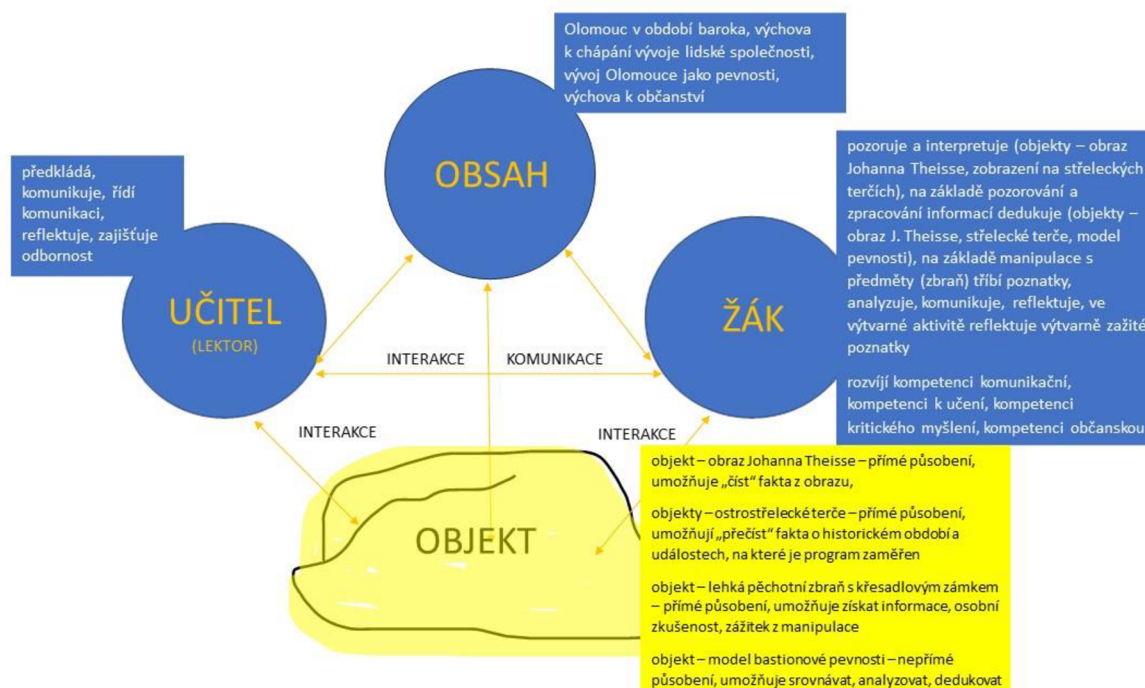 Olomouc v období baroka, výchova
k chápání vývoje lidské společnosti,
vývoj Olomouce jako pevnosti,
výchova k občanství
OBSAH
předkládá,
komunikuje, řídí
komunikaci,
reflektuje, zajišťuje
odbornost
UČITEL
(LEKTOR)
ŽÁK
pozoruje a interpretuje (objekty – obraz
Johanna Theisse, zobrazení na střeleckých
terčích), na základě pozorování a
zpracování informací dedukuje (objekty –
obraz J. Theisse, střelecké terče, model
pevnosti), na základě manipulace s
předměty (zbraň) tříbí poznatky,
analyzuje, komunikuje, reflektuje, ve
výtvarné aktivitě reflektuje výtvarně zažité
poznatky
rozvíjí kompetenci komunikační,
kompetenci k učení, kompetenci
kritického myšlení, kompetenci občanskou
INTERAKCE
KOMUNIKACE
INTERAKCE
INTERAKCE
OBJEKT
objekt – obraz Johanna Theisse – přímé působení,
umožňuje „číst“ fakta z obrazu,
objekty – ostrostřelecké terče – přímé působení,
umožňují „přečíst“ fakta o historickém období a
událostech, na které je program zaměřen
objekt – lehká pěchotní zbraň s křesadlovým zámkem
– přímé působení, umožňuje získat informace, osobní
zkušenost, zážitek z manipulace
objekt – model bastionové pevnosti – nepřímé
působení, umožňuje srovnávat, analyzovat, dedukovat